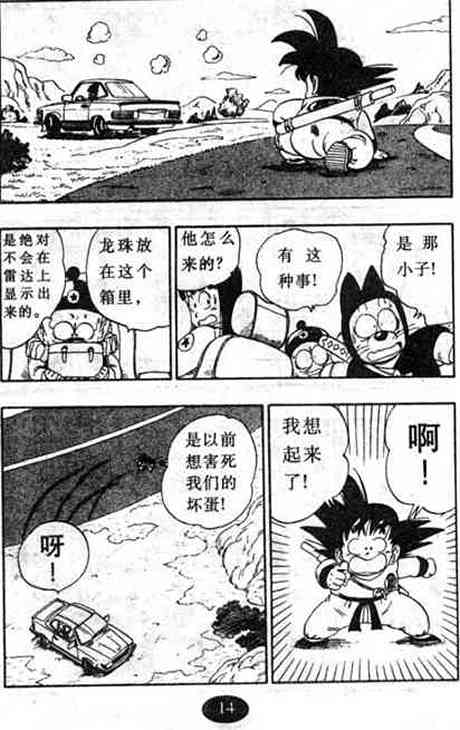 是那
小子!
有这
种事!
他怎么
来的?
龙珠放
在这个
箱里，
是绝对
不会在
雷达上
显示出
来的。
啊!
我想
起来
了!
是以前
想害死
我们的
坏蛋!
呀!
14